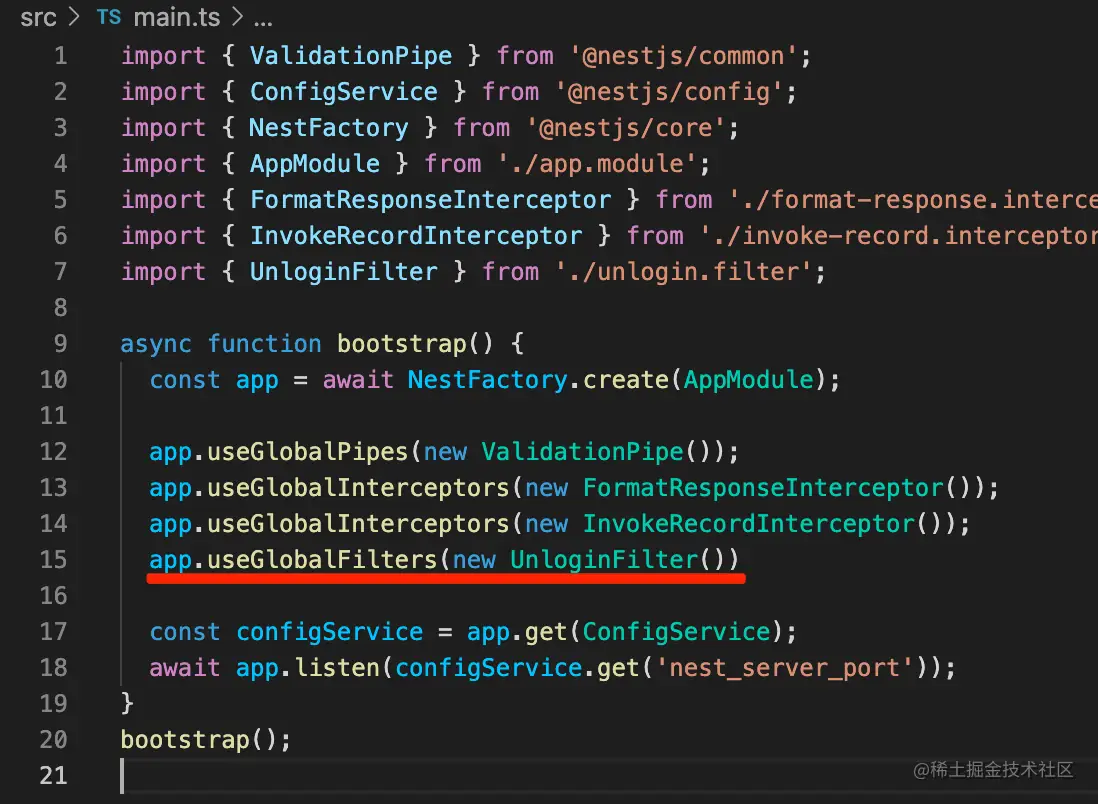 src > TS main.ts > ...
1 import { ValidationPipe } from '@nestjs/common';
2 import { ConfigService } from '@nestjs/config';
3 import { NestFactory } from '@nestjs/core';
4 import { AppModule } from './app.module';
5 import { FormatResponseInterceptor } from './format-response.interce
6 import { InvokeRecordInterceptor } from './invoke-record.interceptor
7 import { UnloginFilter } from './unlogin.filter';
8
9 async function bootstrap() {
10 const app = await NestFactory.create(AppModule);
11
12 app.useGlobalPipes(new ValidationPipe());
13 app.useGlobalInterceptors(new FormatResponseInterceptor());
14 app.useGlobalInterceptors(new InvokeRecordInterceptor());
15 app.useGlobalFilters(new UnloginFilter())
16
17 const configService = app.get(ConfigService);
18 await app.listen(configService.get('nest_server_port'));
19 }
20 bootstrap();
21
@稀土掘金技术社区